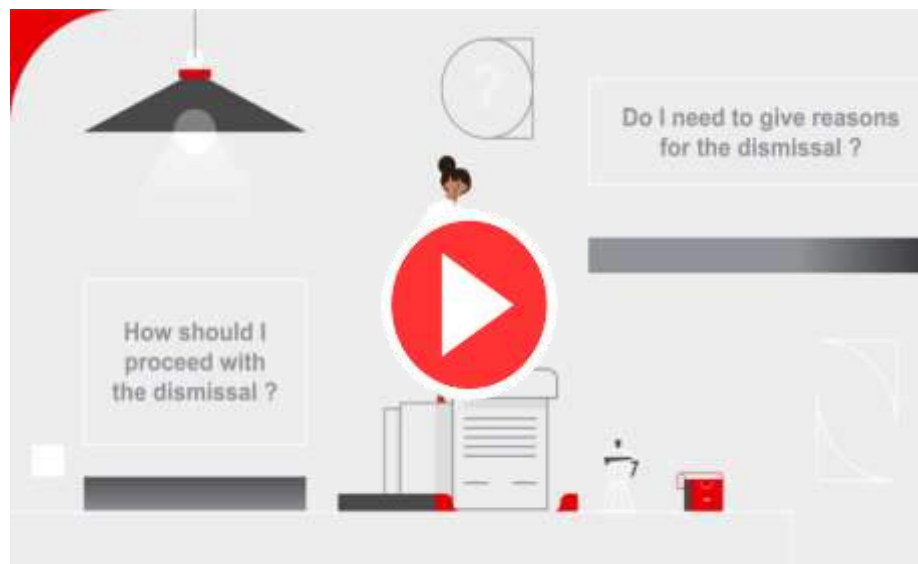 Do I need to give reasons
for the dismissal ?
How should I
proceed with
the dismissal ?
?